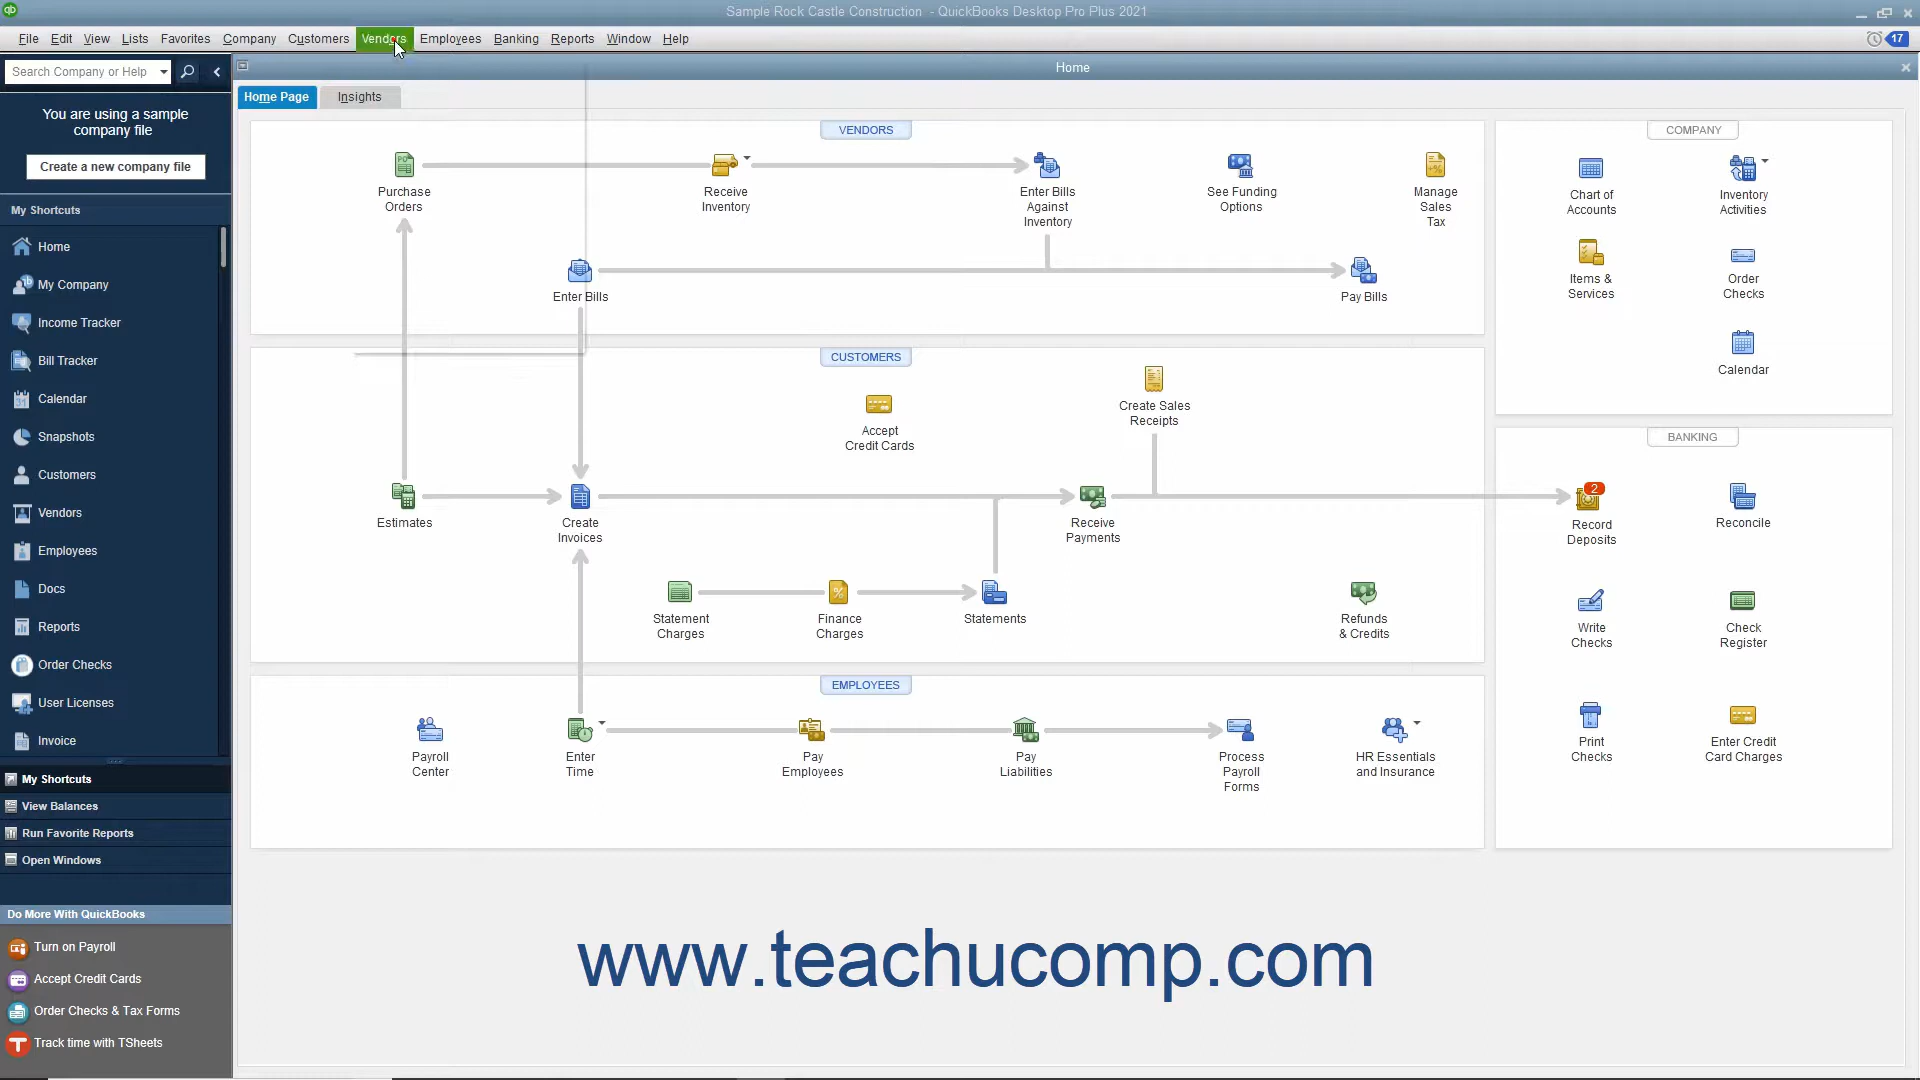 Sample Rock Castle Construction - QuickBooks Desktop Pro Plus 2021
File Edit View Lists Favorites Company Customers Vendors Employees Banking Reports Window Help
17
Search Company or Help
Home
Home Page Insights
You are using a sample
company file
Create a new company file
My Shortcuts
Home
My Company
Income Tracker
Bill Tracker
Calendar
Snapshots
Customers
Vendors
Employees
Docs
Reports
Order Checks
User Licenses
Invoice
My Shortcuts
View Balances
Run Favorite Reports
Open Windows
Do More With QuickBooks
Turn on Payroll
Accept Credit Cards
Order Checks & Tax Forms
Track time with TSheets
VENDORS
Purchase
Orders
Receive
Inventory
Enter Bills
Against
Inventory
See Funding
Options
Manage
Sales
Tax
Enter Bills
Pay Bills
CUSTOMERS
Accept
Credit Cards
Create Sales
Receipts
Estimates
Create
Invoices
Receive
Payments
Statement
Charges
Finance
Charges
Statements
Refunds
& Credits
EMPLOYEES
Payroll
Center
Enter
Time
Pay
Employees
Pay
Liabilities
Process
Payroll
Forms
HR Essentials
and Insurance
COMPANY
Chart of
Accounts
Inventory
Activities
Items &
Services
Order
Checks
Calendar
BANKING
2
Record
Deposits
Reconcile
Write
Checks
Check
Register
Print
Checks
Enter Credit
Card Charges
www.teachucomp.com